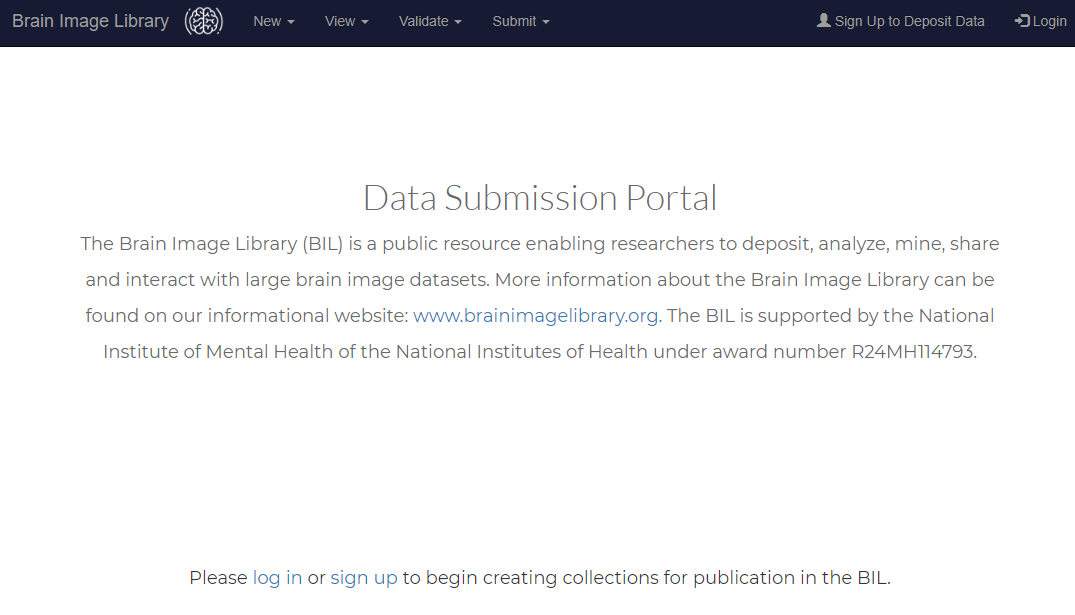 Brain Image Library New View Validate Submit Sign Up to Deposit Data Login
Data Submission Portal
The Brain Image Library (BIL) is a public resource enabling researchers to deposit, analyze, mine, share
and interact with large brain image datasets. More information about the Brain Image Library can be
found on our informational website: www.brainimagelibrary.org. The BIL is supported by the National
Institute of Mental Health of the National Institutes of Health under award number R24MH114793.
Please log in or sign up to begin creating collections for publication in the BIL.